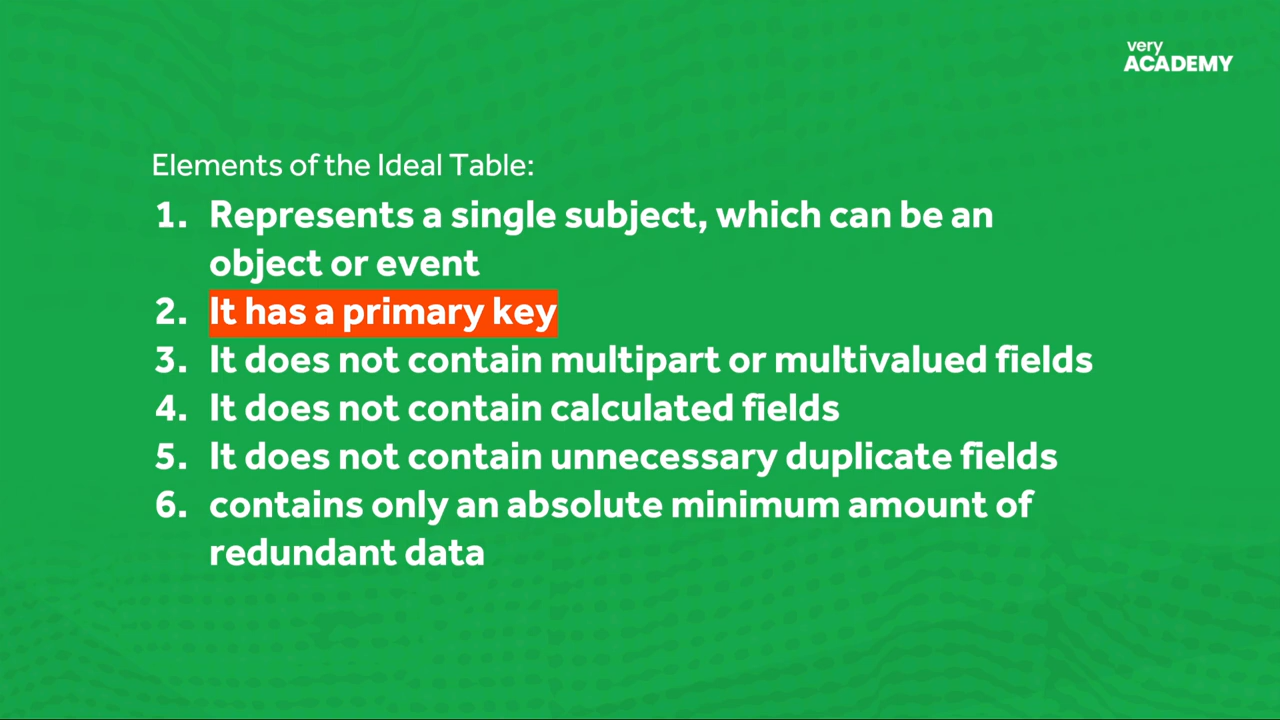 very
ACADEMY
Elements of the Ideal Table:
1. Represents a single subject, which can be an
object or event
2. It has a primary key
3. It does not contain multipart or multivalued fields
4. It does not contain calculated fields
5. It does not contain unnecessary duplicate fields
6. contains only an absolute minimum amount of
redundant data